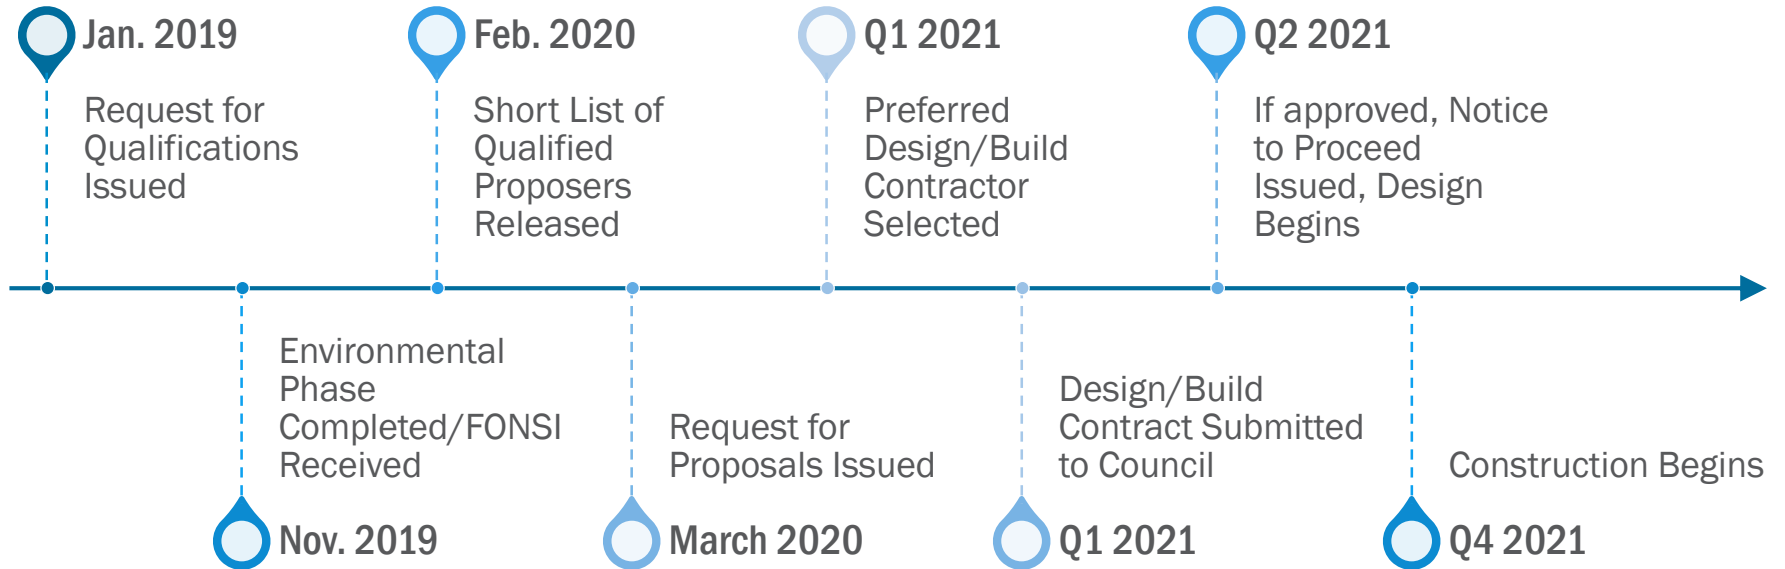 Jan. 2019
Request for
Qualifications
Issued
Nov. 2019
Environmental
Phase
Completed/FONSI
Received
Feb. 2020
Short List of
Qualified
Proposers
Released
March 2020
Request for
Proposals Issued
Q1 2021
Preferred
Design/Build
Contractor
Selected
Q1 2021
Design/Build
Contract Submitted
to Council
Q2 2021
If approved, Notice
to Proceed
Issued, Design
Begins
Q4 2021
Construction Begins